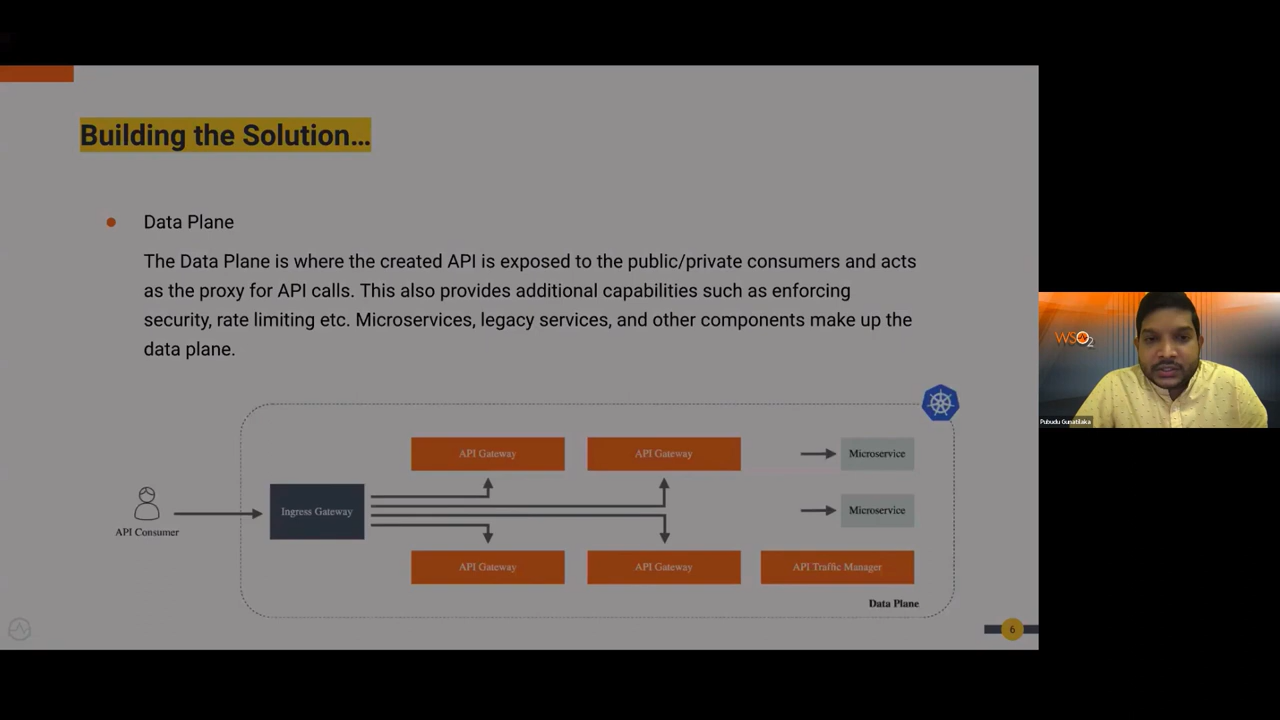 Building the Solution...
Data Plane
The Data Plane is where the created API is exposed to the public/private consumers and acts
as the proxy for API calls. This also provides additional capabilities such as enforcing
security, rate limiting etc. Microservices, legacy services, and other components make up the
data plane.
API Gateway
API Gateway
Microservice
Ingress Gateway
Microservice
API Consumer
API Gateway
API Gateway
API Traffic Manager
Data Plane
6
WSO2
Pubudu Gunatilaka